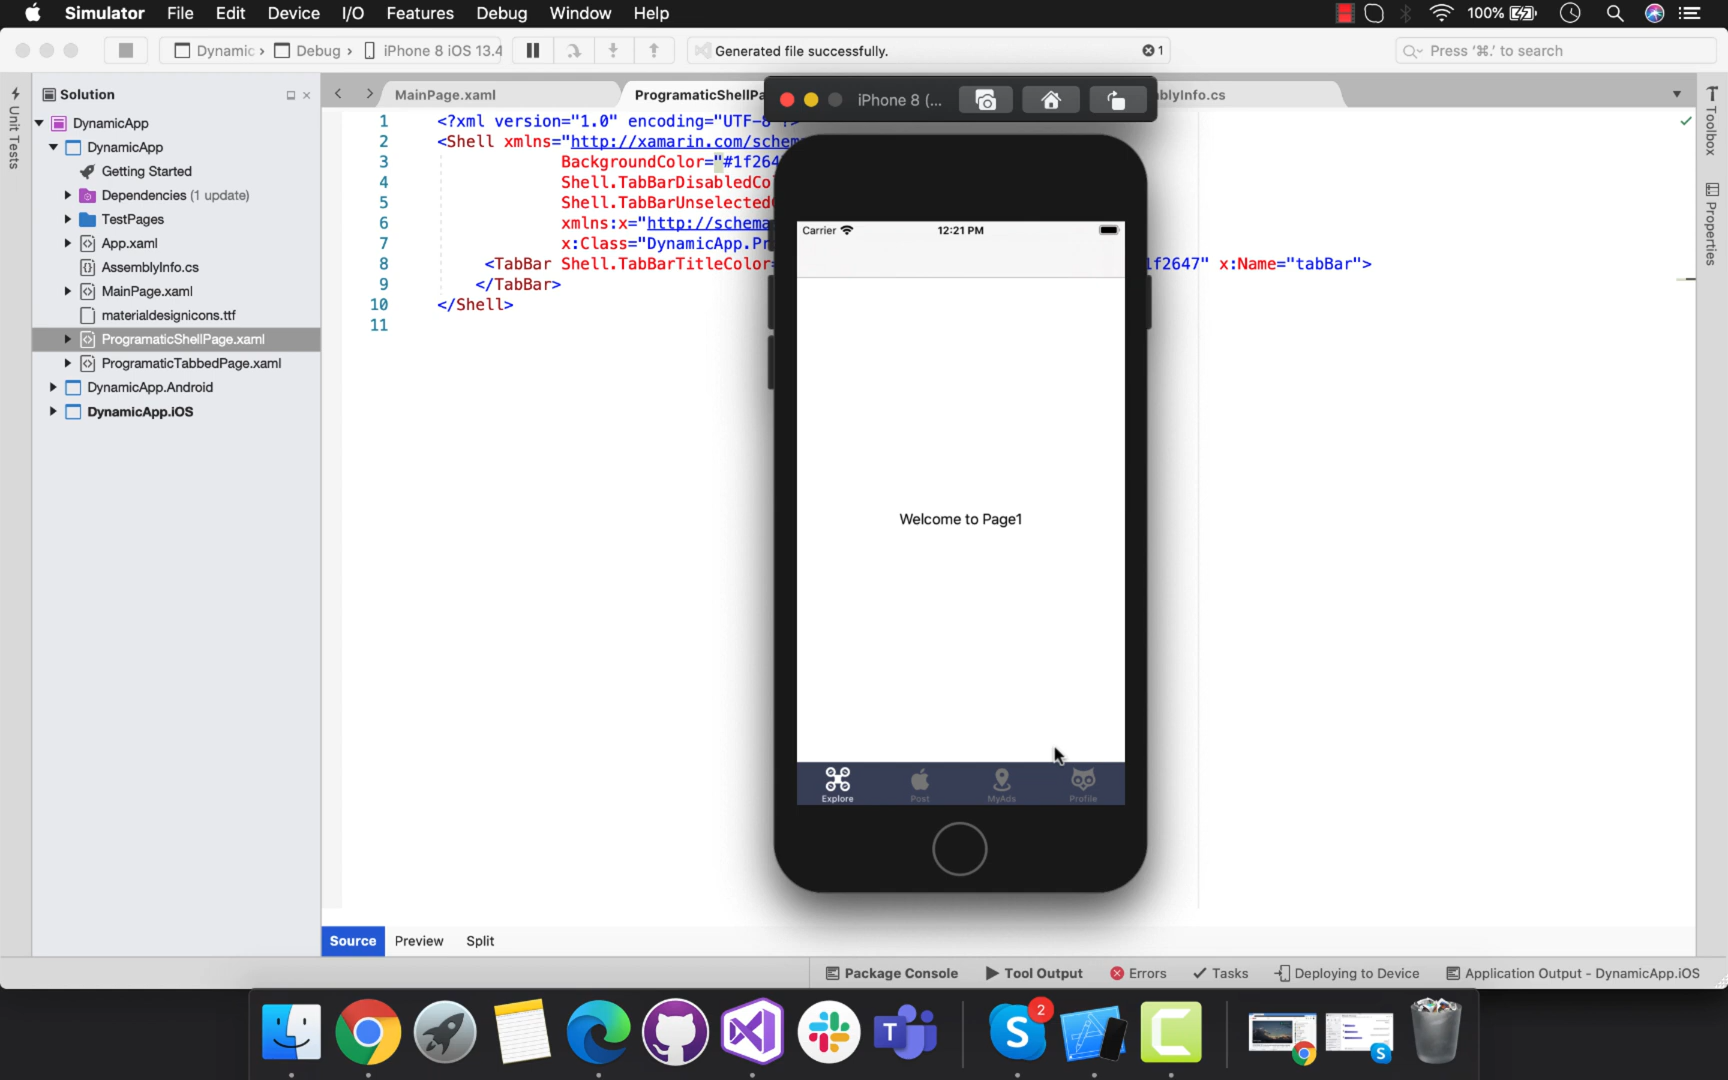 Simulator File Edit Device I/O Features Debug Window Help 100%
Dynamic › Debug › iPhone 8 iOS 13.4 Generated file successfully. 1 Press '⌘.' to search
Solution
Unit Tests
DynamicApp
DynamicApp
Getting Started
Dependencies (1 update)
TestPages
App.xaml
AssemblyInfo.cs
MainPage.xaml
materialdesignicons.ttf
ProgramaticShellPage.xaml
ProgramaticTabbedPage.xaml
DynamicApp.Android
DynamicApp.iOS
MainPage.xaml ProgramaticShellPa blyInfo.cs
1 <?xml version="1.0" encoding="UTF-8"?>
2 <Shell xmlns="http://xamarin.com/schem
3 BackgroundColor="#1f264
4 Shell.TabBarDisabledCo
5 Shell.TabBarUnselectedC
6 xmlns:x="http://schema
7 x:Class="DynamicApp.Pr
8 <TabBar Shell.TabBarTitleColor= 1f2647" x:Name="tabBar">
9 </TabBar>
10 </Shell>
11
iPhone 8 (...
Carrier 12:21 PM
Welcome to Page1
Explore Post MyAds Profile
Toolbox
Properties
Source Preview Split
Package Console Tool Output Errors Tasks Deploying to Device Application Output - DynamicApp.iOS
T S 2 C S